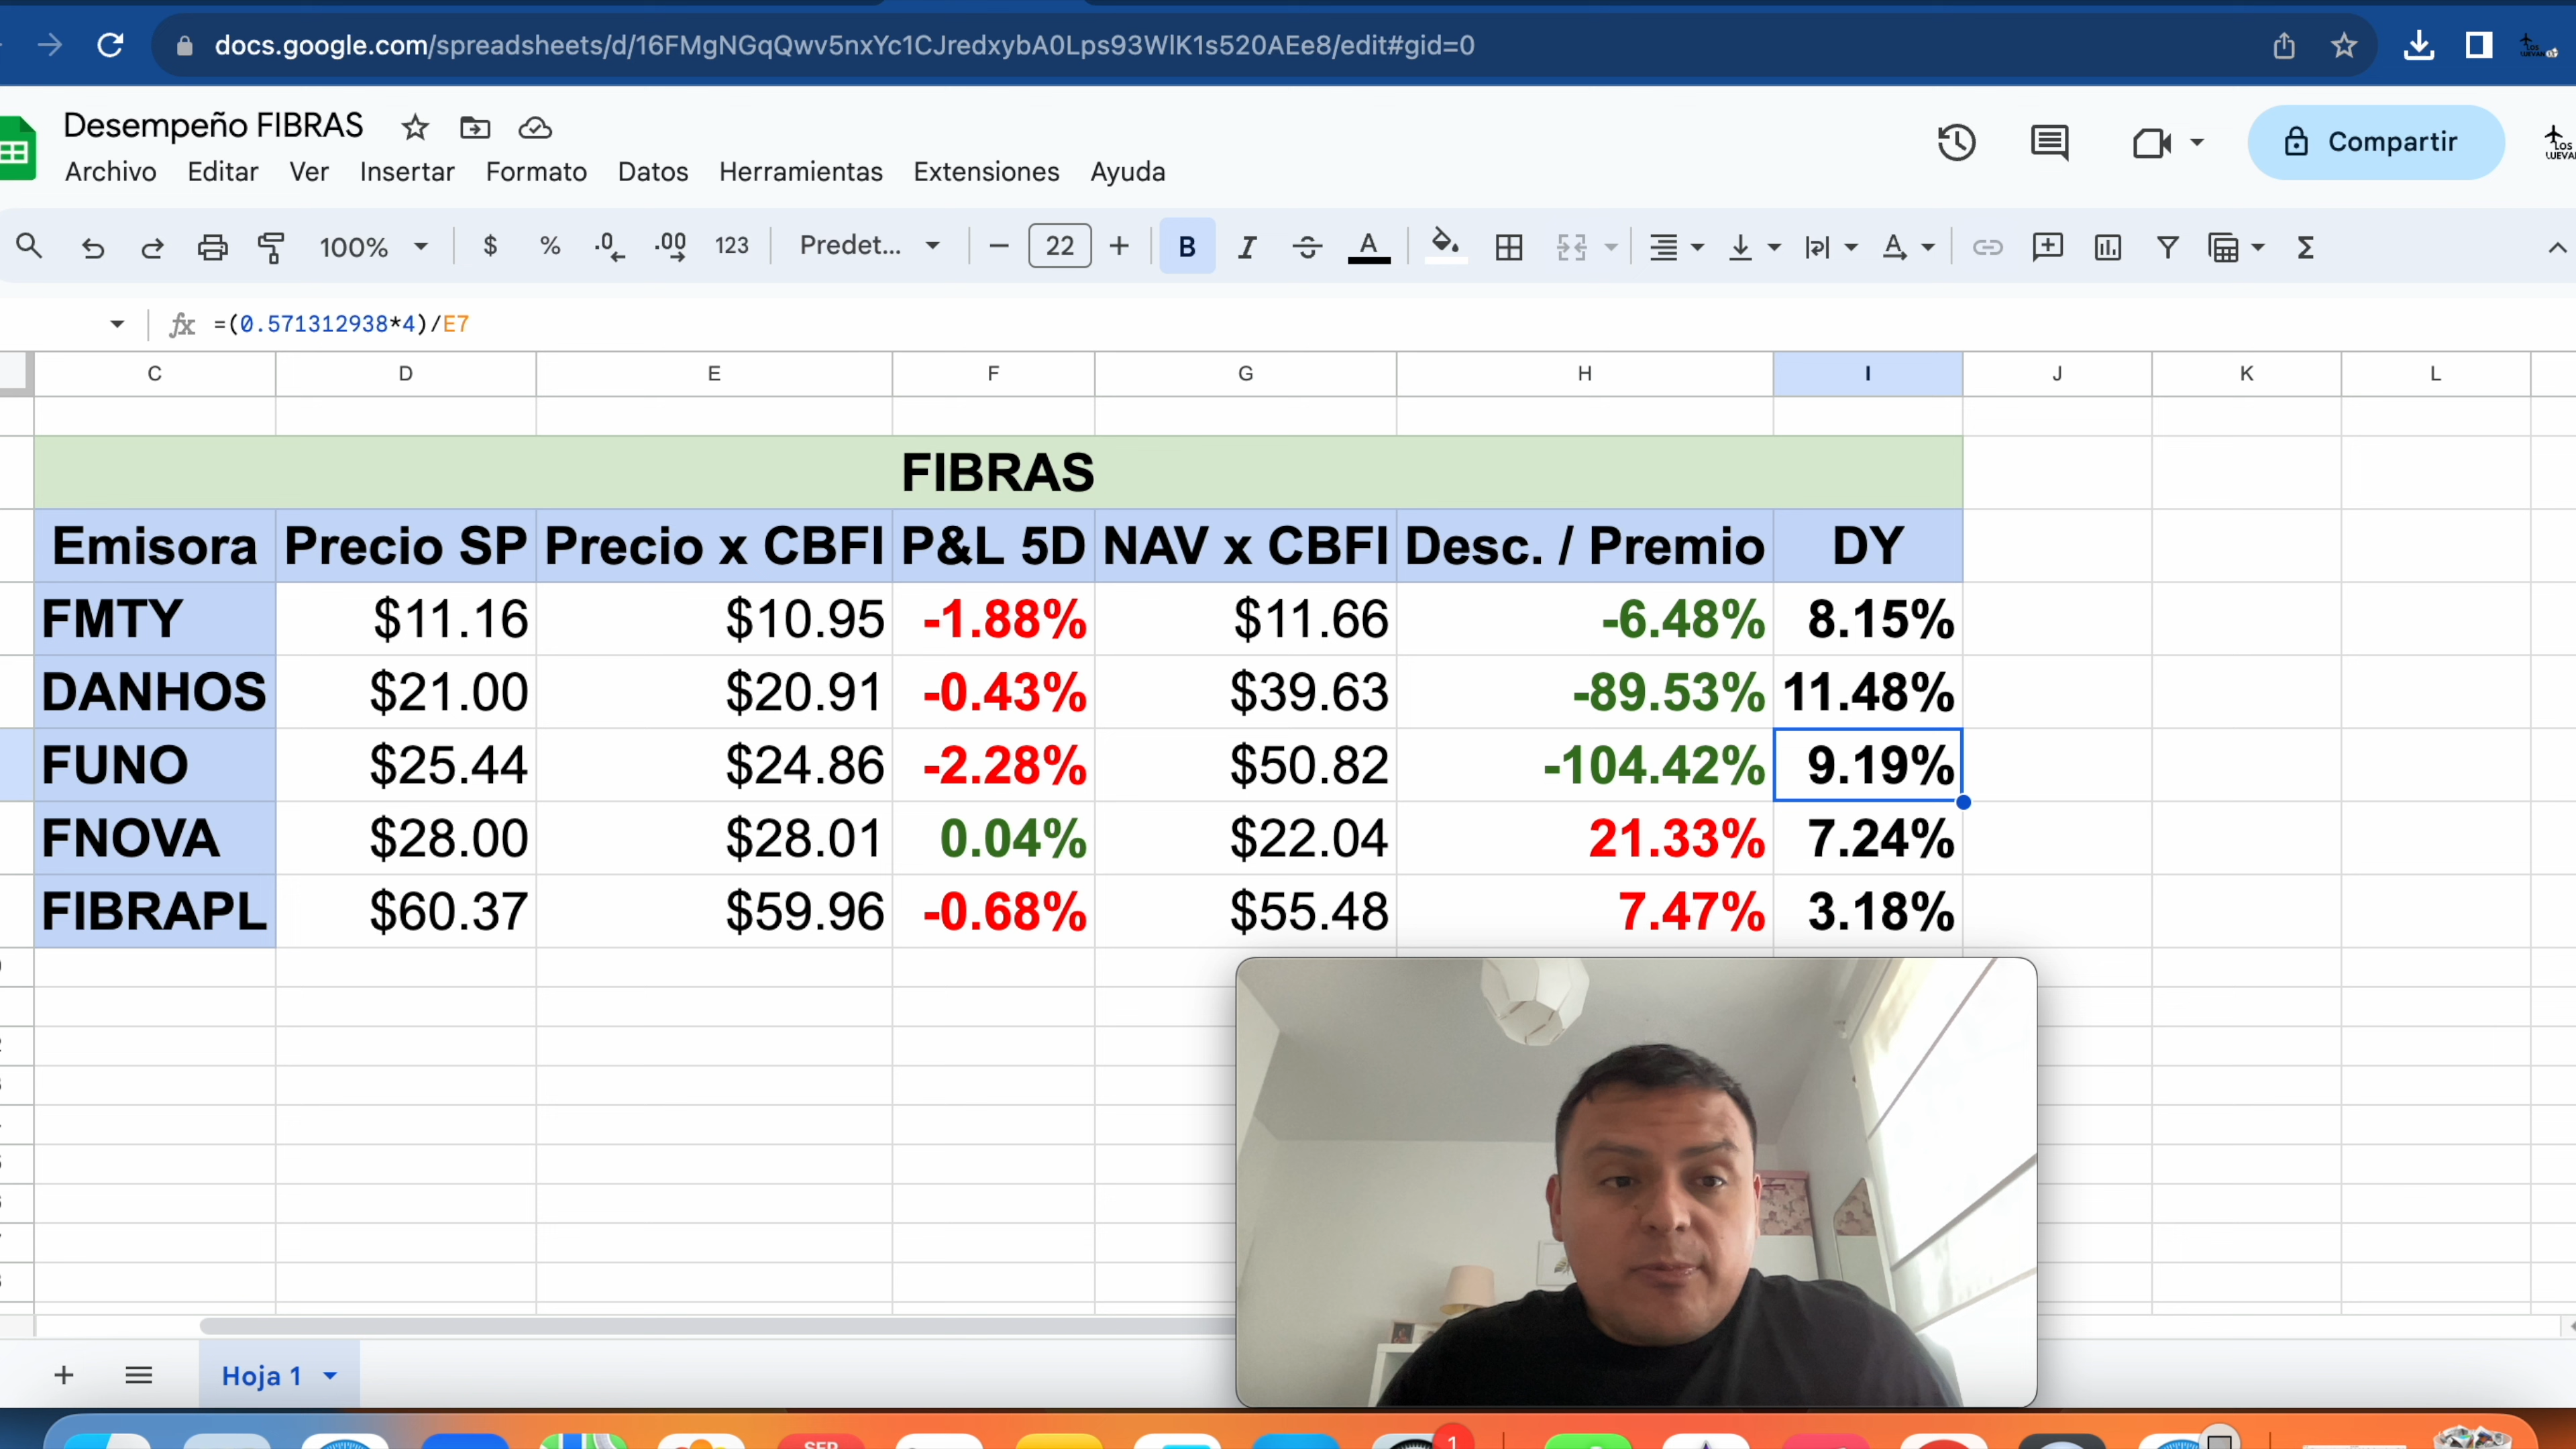 docs.google.com/spreadsheets/d/16FMgNGqQwv5nxYc1CJredxybA0Lps93WlK1s520AEe8/edit#gid=0
Desempeño FIBRAS
Archivo Editar Ver Insertar Formato Datos Herramientas Extensiones Ayuda
Compartir
100% $ % .0 .00 123 Predet... 22 B I A
fx =(0.571312938*4)/E7
C D E F G H I J K L
FIBRAS
Emisora Precio SP Precio x CBFI P&L 5D NAV x CBFI Desc. / Premio DY
FMTY $11.16 $10.95 -1.88% $11.66 -6.48% 8.15%
DANHOS $21.00 $20.91 -0.43% $39.63 -89.53% 11.48%
FUNO $25.44 $24.86 -2.28% $50.82 -104.42% 9.19%
FNOVA $28.00 $28.01 0.04% $22.04 21.33% 7.24%
FIBRAPL $60.37 $59.96 -0.68% $55.48 7.47% 3.18%
Hoja 1
SEP
1